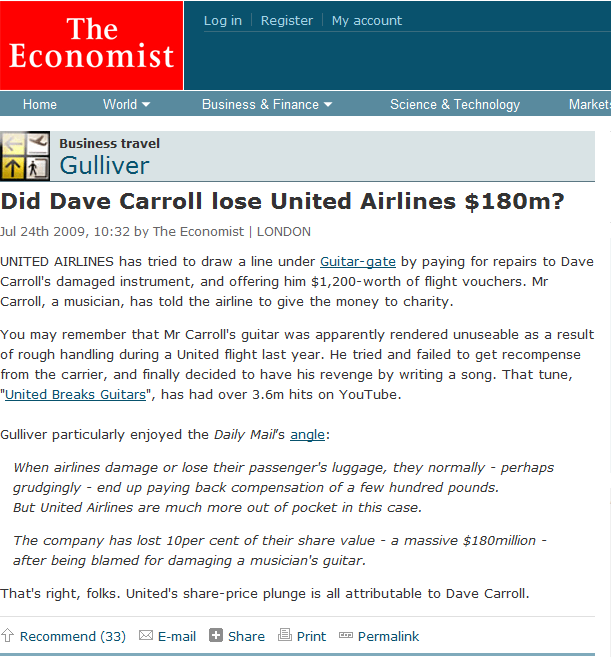 The
Economist
Log in Register My account
Home World Business & Finance Science & Technology Market
Business travel
Gulliver
Did Dave Carroll lose United Airlines $180m?
Jul 24th 2009, 10:32 by The Economist | LONDON
UNITED AIRLINES has tried to draw a line under Guitar-gate by paying for repairs to Dave
Carroll's damaged instrument, and offering him $1,200-worth of flight vouchers. Mr
Carroll, a musician, has told the airline to give the money to charity.
You may remember that Mr Carroll's guitar was apparently rendered unuseable as a result
of rough handling during a United flight last year. He tried and failed to get recompense
from the carrier, and finally decided to have his revenge by writing a song. That tune,
"United Breaks Guitars", has had over 3.6m hits on YouTube.
Gulliver particularly enjoyed the Daily Mail's angle:
When airlines damage or lose their passenger's luggage, they normally - perhaps
grudgingly - end up paying back compensation of a few hundred pounds.
But United Airlines are much more out of pocket in this case.
The company has lost 10per cent of their share value - a massive $180million -
after being blamed for damaging a musician's guitar.
That's right, folks. United's share-price plunge is all attributable to Dave Carroll.
Recommend (33) E-mail Share Print Permalink